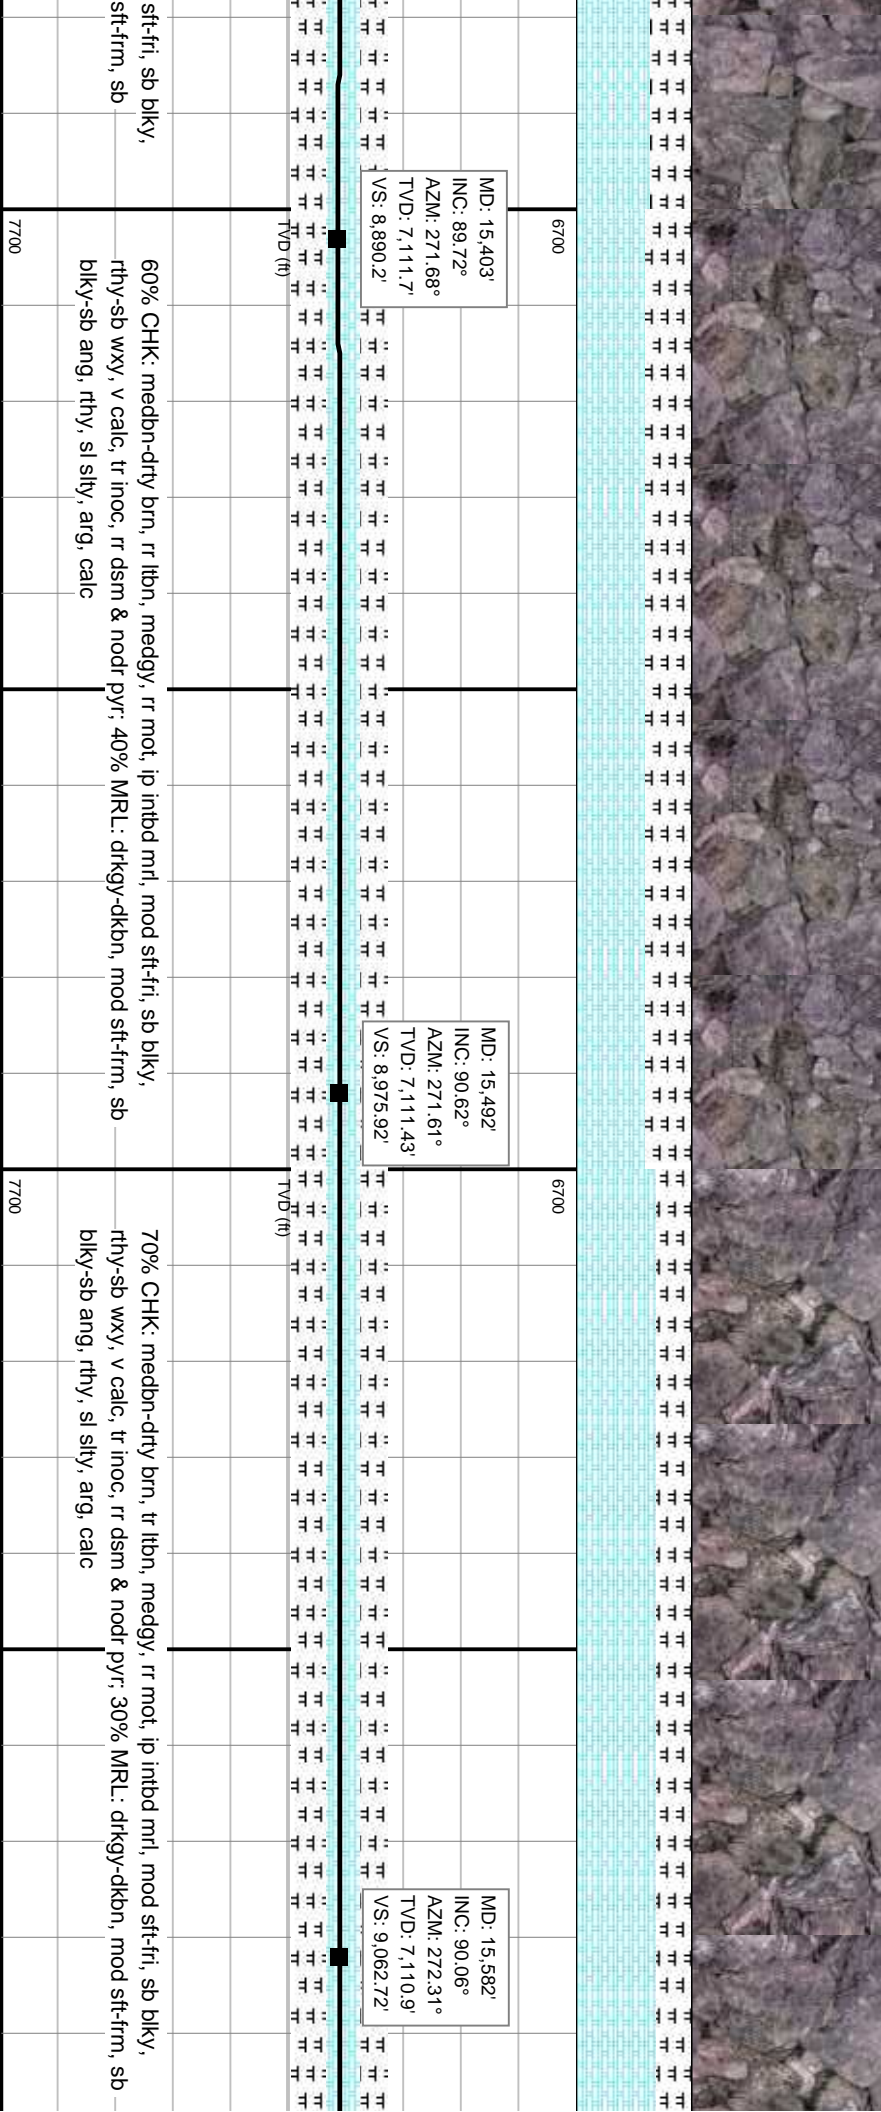 sft-fri, sb blky,
sft-frm, sb
MD: 15,403'
INC: 89.72°
AZM: 271.68°
TVD: 7,111.7'
VS: 8,890.2'
6700
TVD (ft)
7700
60% CHK: medbn-drty brn, rr ltbn, medgy, rr mot, ip intbd mrl, mod sft-fri, sb blky,
rthy-sb wxy, v calc, tr inoc, rr dsm & nodr pyr; 40% MRL: drkgy-dkbn, mod sft-frm, sb
blky-sb ang, rthy, sl slty, arg, calc
MD: 15,492'
INC: 90.62°
AZM: 271.61°
TVD: 7,111.43'
VS: 8,975.92'
6700
TVD (ft)
7700
70% CHK: medbn-drty brn, tr ltbn, medgy, rr mot, ip intbd mrl, mod sft-fri, sb blky,
rthy-sb wxy, v calc, tr inoc, rr dsm & nodr pyr; 30% MRL: drkgy-dkbn, mod sft-frm, sb
blky-sb ang, rthy, sl slty, arg, calc
MD: 15,582'
INC: 90.06°
AZM: 272.31°
TVD: 7,110.9'
VS: 9,062.72'